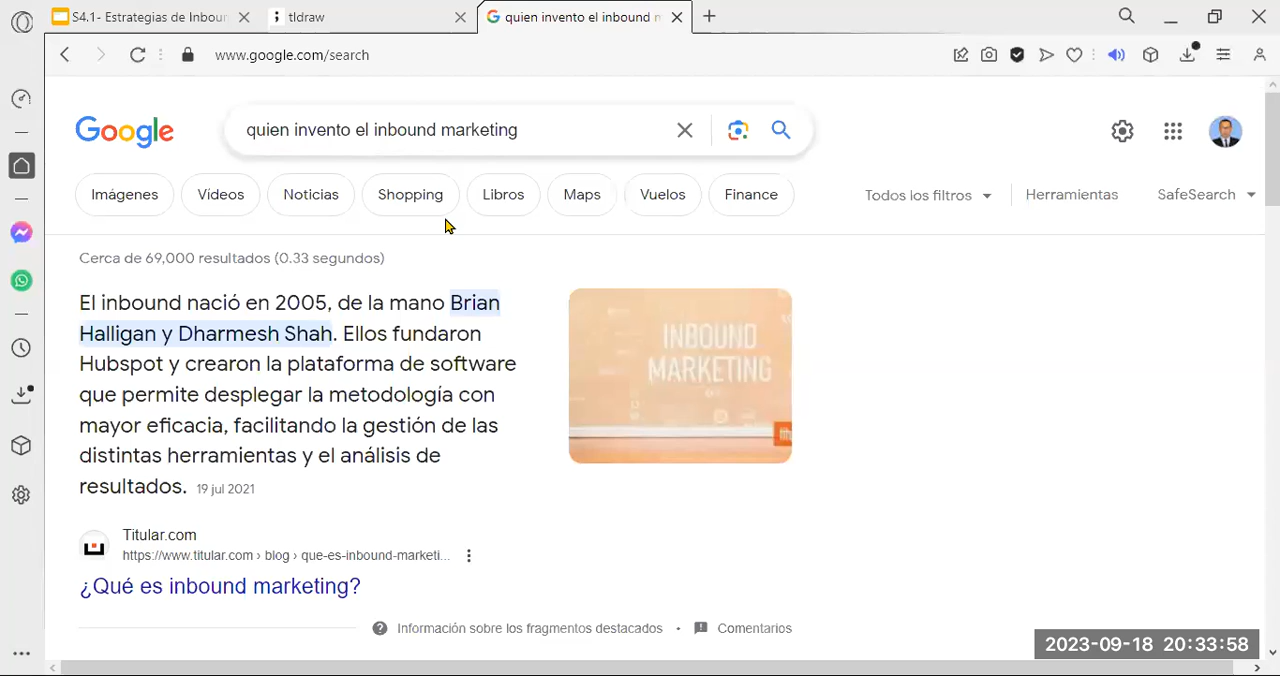 S4.1- Estrategias de Inboun
tldraw
quien invento el inbound m
www.google.com/search
Google
quien invento el inbound marketing
Imágenes
Vídeos
Noticias
Shopping
Libros
Maps
Vuelos
Finance
Todos los filtros
Herramientas
SafeSearch
Cerca de 69,000 resultados (0.33 segundos)
El inbound nació en 2005, de la mano Brian
Halligan y Dharmesh Shah. Ellos fundaron
Hubspot y crearon la plataforma de software
que permite desplegar la metodología con
mayor eficacia, facilitando la gestión de las
distintas herramientas y el análisis de
resultados. 19 jul 2021
INBOUND
MARKETING
Titular.com
https://www.titular.com › blog › que-es-inbound-marketi...
¿Qué es inbound marketing?
Información sobre los fragmentos destacados • Comentarios
2023-09-18 20:33:58